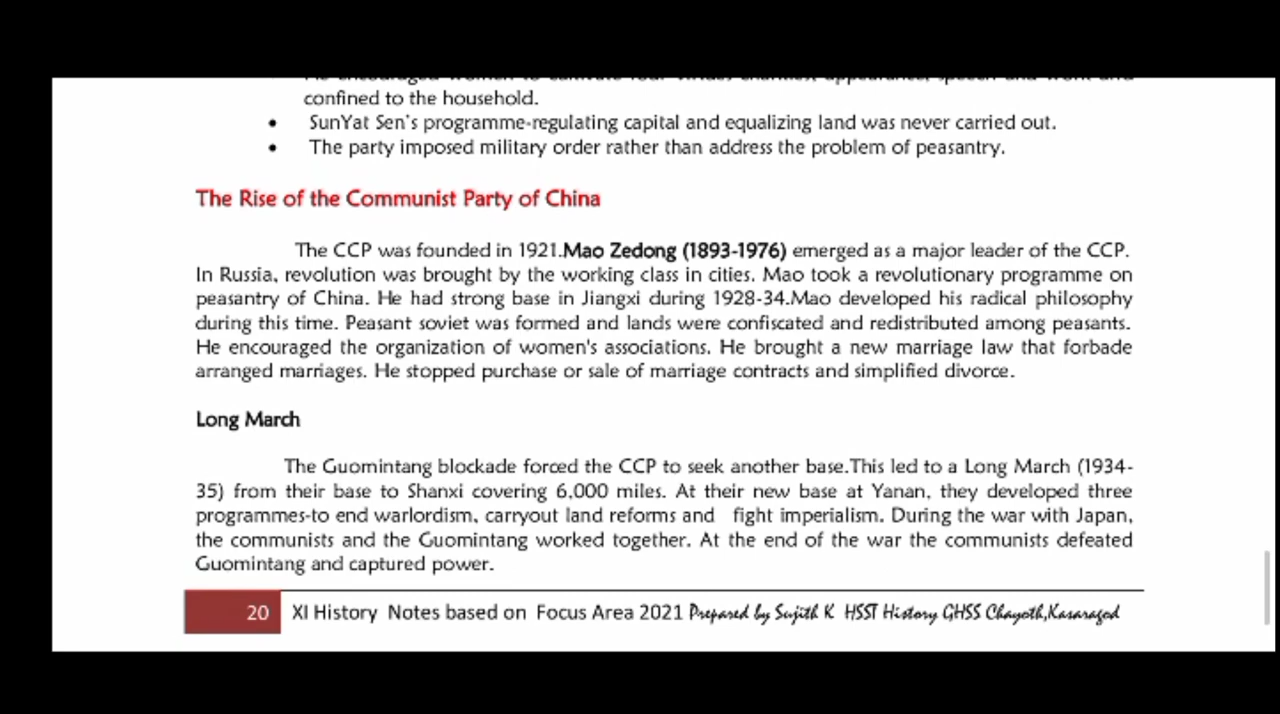 confined to the household.
• SunYat Sen's programme-regulating capital and equalizing land was never carried out.
• The party imposed military order rather than address the problem of peasantry.
The Rise of the Communist Party of China
The CCP was founded in 1921.Mao Zedong (1893-1976) emerged as a major leader of the CCP.
In Russia, revolution was brought by the working class in cities. Mao took a revolutionary programme on
peasantry of China. He had strong base in Jiangxi during 1928-34.Mao developed his radical philosophy
during this time. Peasant soviet was formed and lands were confiscated and redistributed among peasants.
He encouraged the organization of women's associations. He brought a new marriage law that forbade
arranged marriages. He stopped purchase or sale of marriage contracts and simplified divorce.
Long March
The Guomintang blockade forced the CCP to seek another base.This led to a Long March (1934-
35) from their base to Shanxi covering 6,000 miles. At their new base at Yanan, they developed three
programmes-to end warlordism, carryout land reforms and fight imperialism. During the war with Japan,
the communists and the Guomintang worked together. At the end of the war the communists defeated
Guomintang and captured power.
20 XI History Notes based on Focus Area 2021 Prepared by Sujith K HSST History GHSS Chayoth,Kasaragod